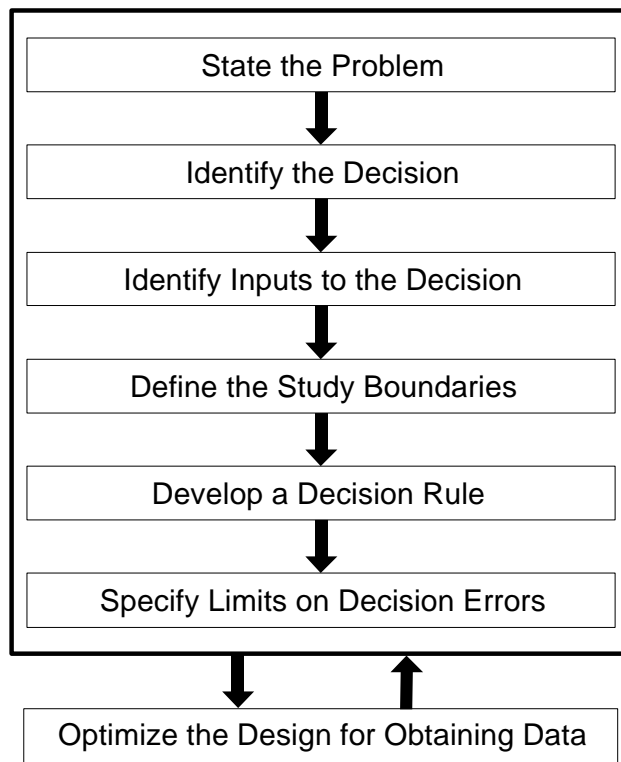 State the Problem
Identify the Decision
Identify Inputs to the Decision
Define the Study Boundaries
Develop a Decision Rule
Specify Limits on Decision Errors
Optimize the Design for Obtaining Data